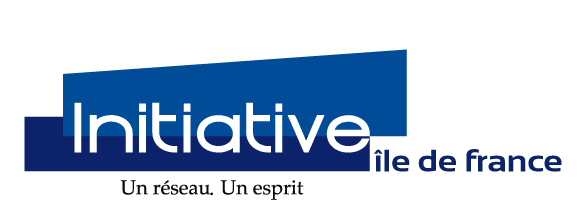 Initiative
île de france
Un réseau. Un esprit